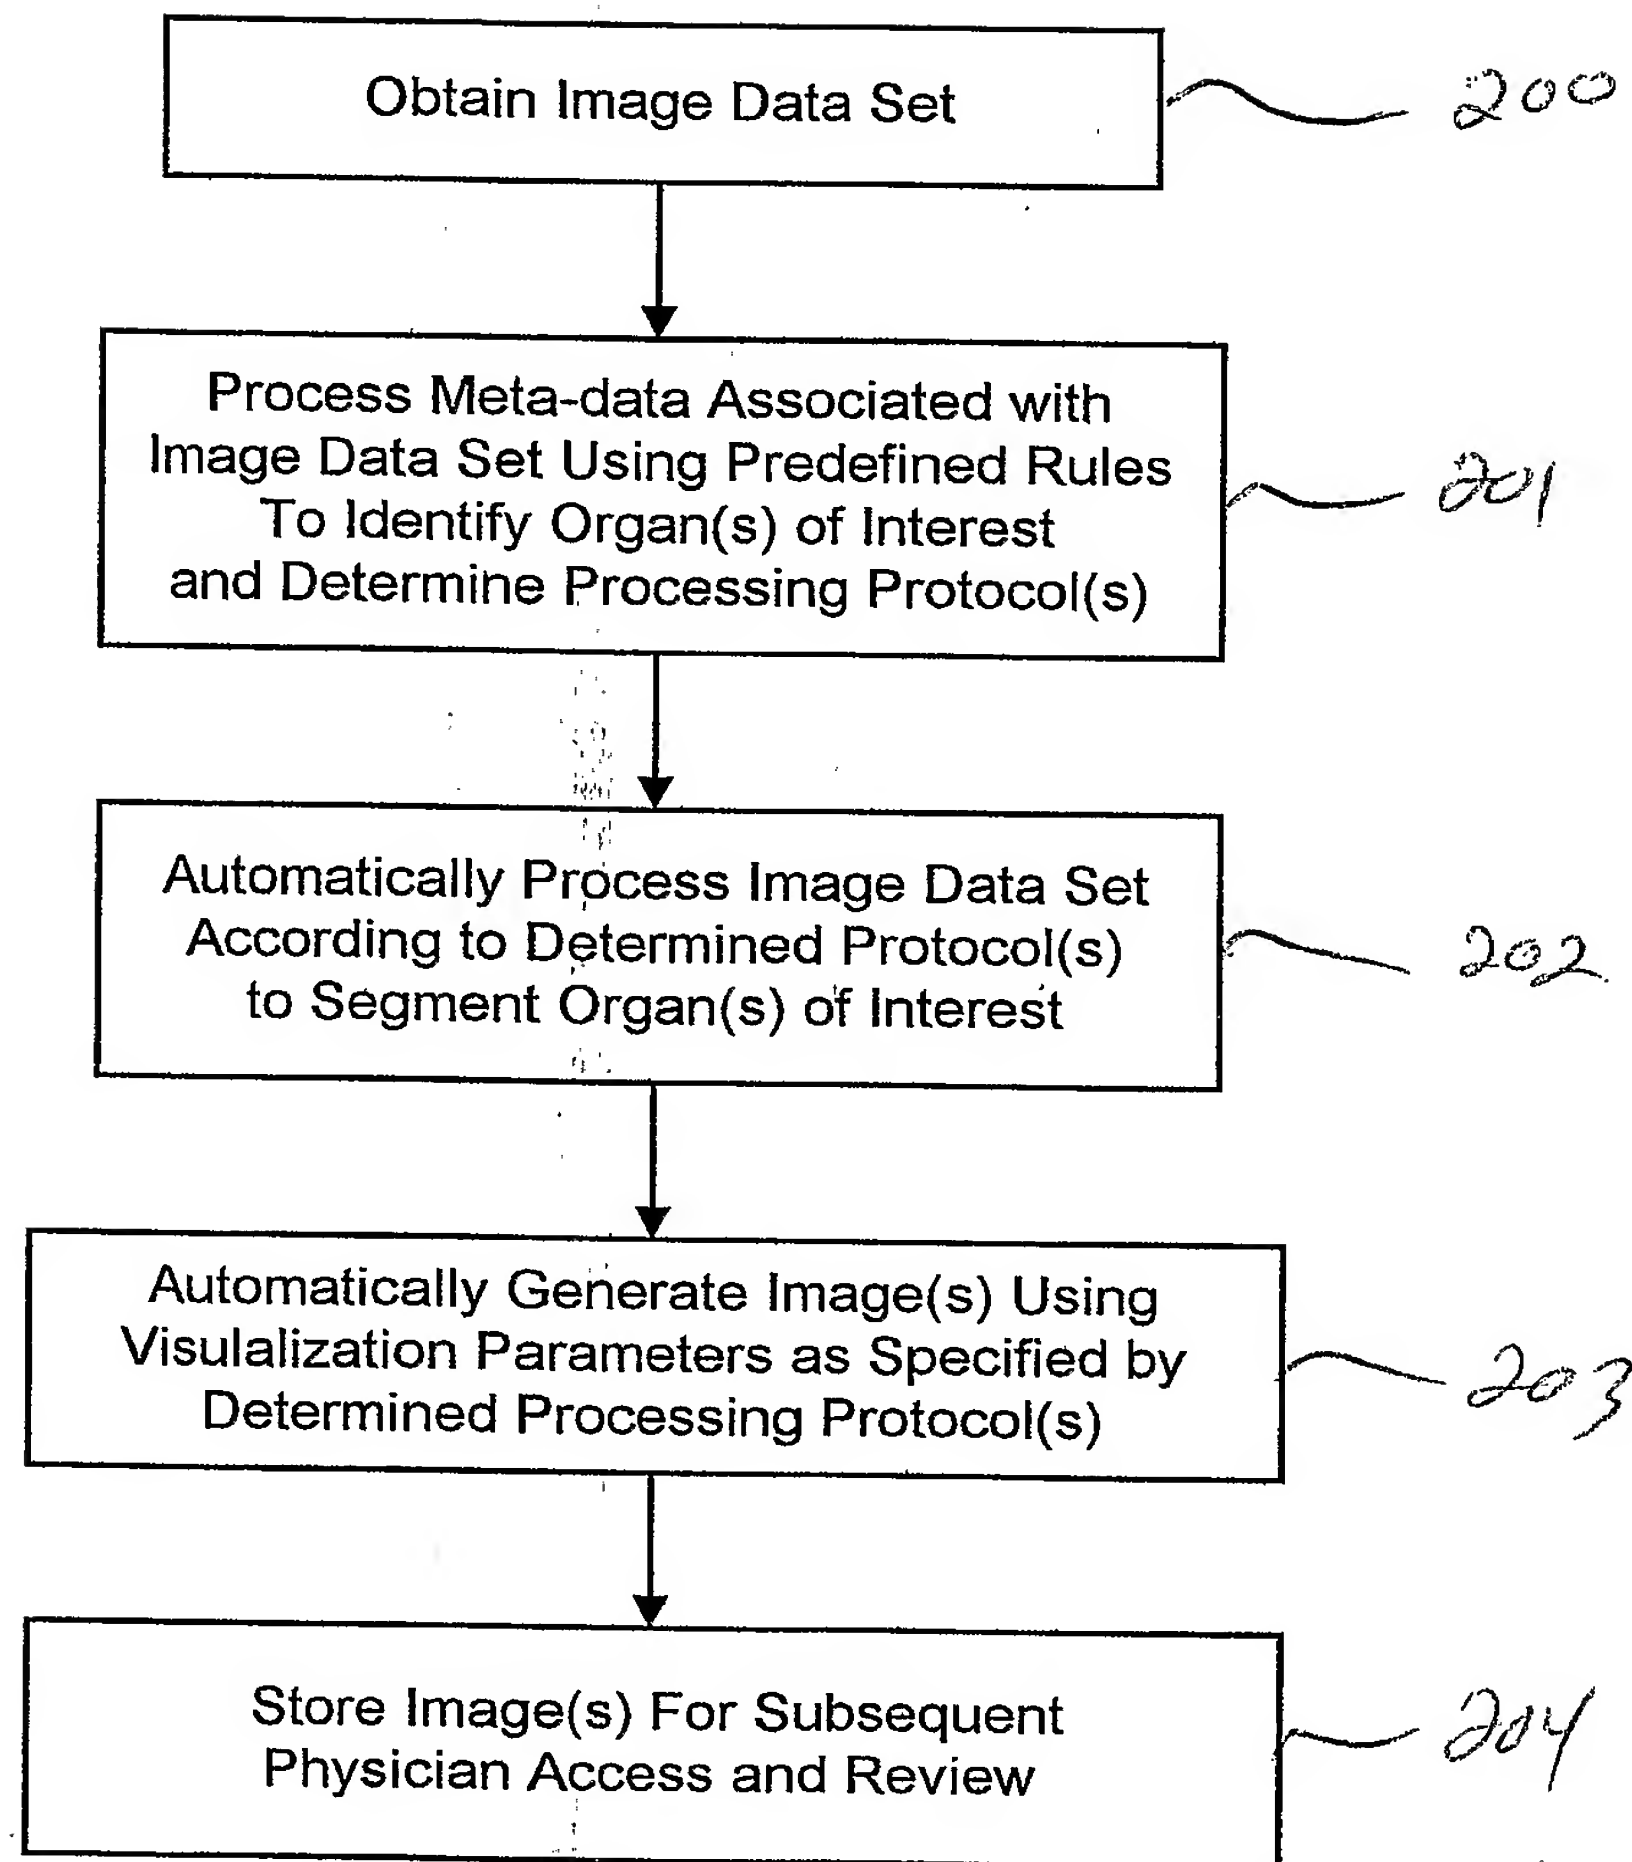 Obtain Image Data Set
200
Process Meta-data Associated with
Image Data Set Using Predefined Rules
To Identify Organ(s) of Interest
and Determine Processing Protocol(s)
201
Automatically Process Image Data Set
According to Determined Protocol(s)
to Segment Organ(s) of Interest
202
Automatically Generate Image(s) Using
Visulalization Parameters as Specified by
Determined Processing Protocol(s)
203
Store Image(s) For Subsequent
Physician Access and Review
204